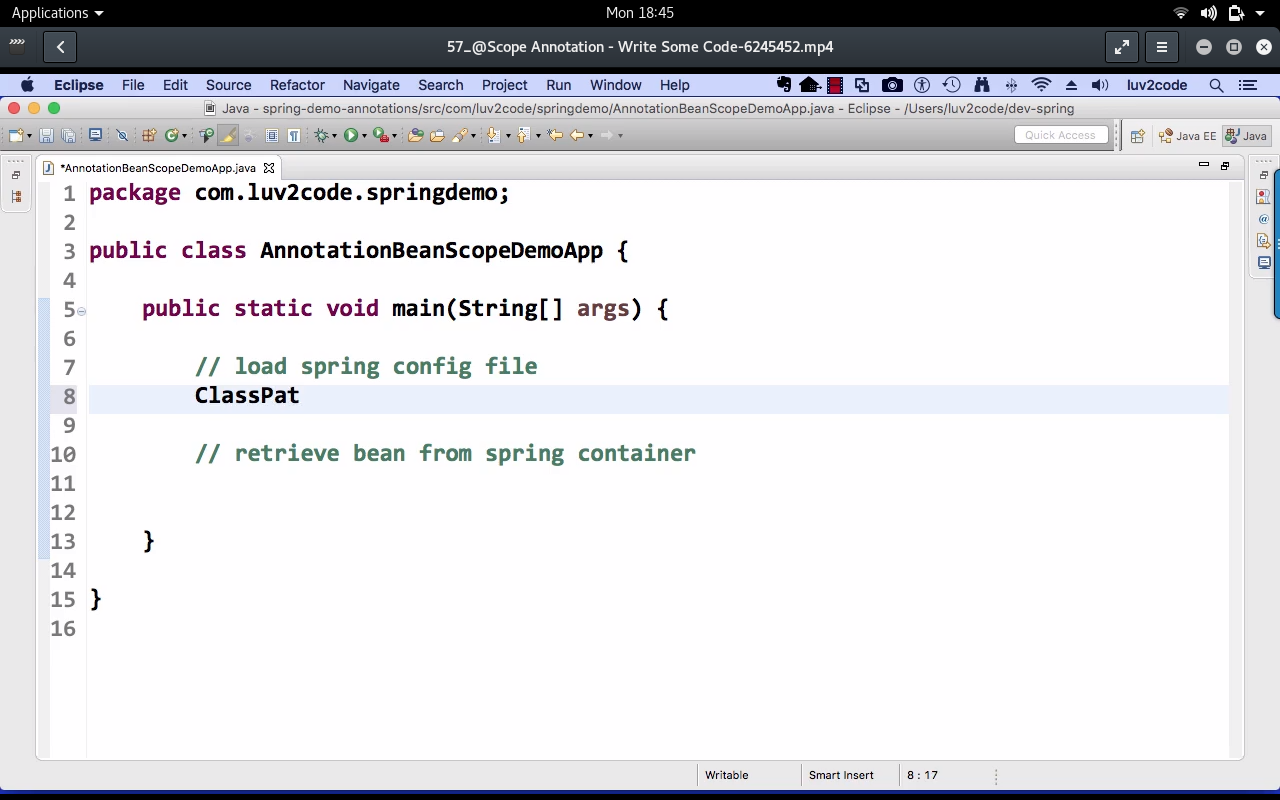 Applications
Mon 18:45
57_@Scope Annotation - Write Some Code-6245452.mp4
Eclipse File Edit Source Refactor Navigate Search Project Run Window Help luv2code
Java - spring-demo-annotations/src/com/luv2code/springdemo/AnnotationBeanScopeDemoApp.java - Eclipse - /Users/luv2code/dev-spring
Quick Access Java EE Java
*AnnotationBeanScopeDemoApp.java
1 package com.luv2code.springdemo;
2
3 public class AnnotationBeanScopeDemoApp {
4
5 public static void main(String[] args) {
6
7 // load spring config file
8 ClassPat
9
10 // retrieve bean from spring container
11
12
13 }
14
15 }
16
Writable Smart Insert 8 : 17